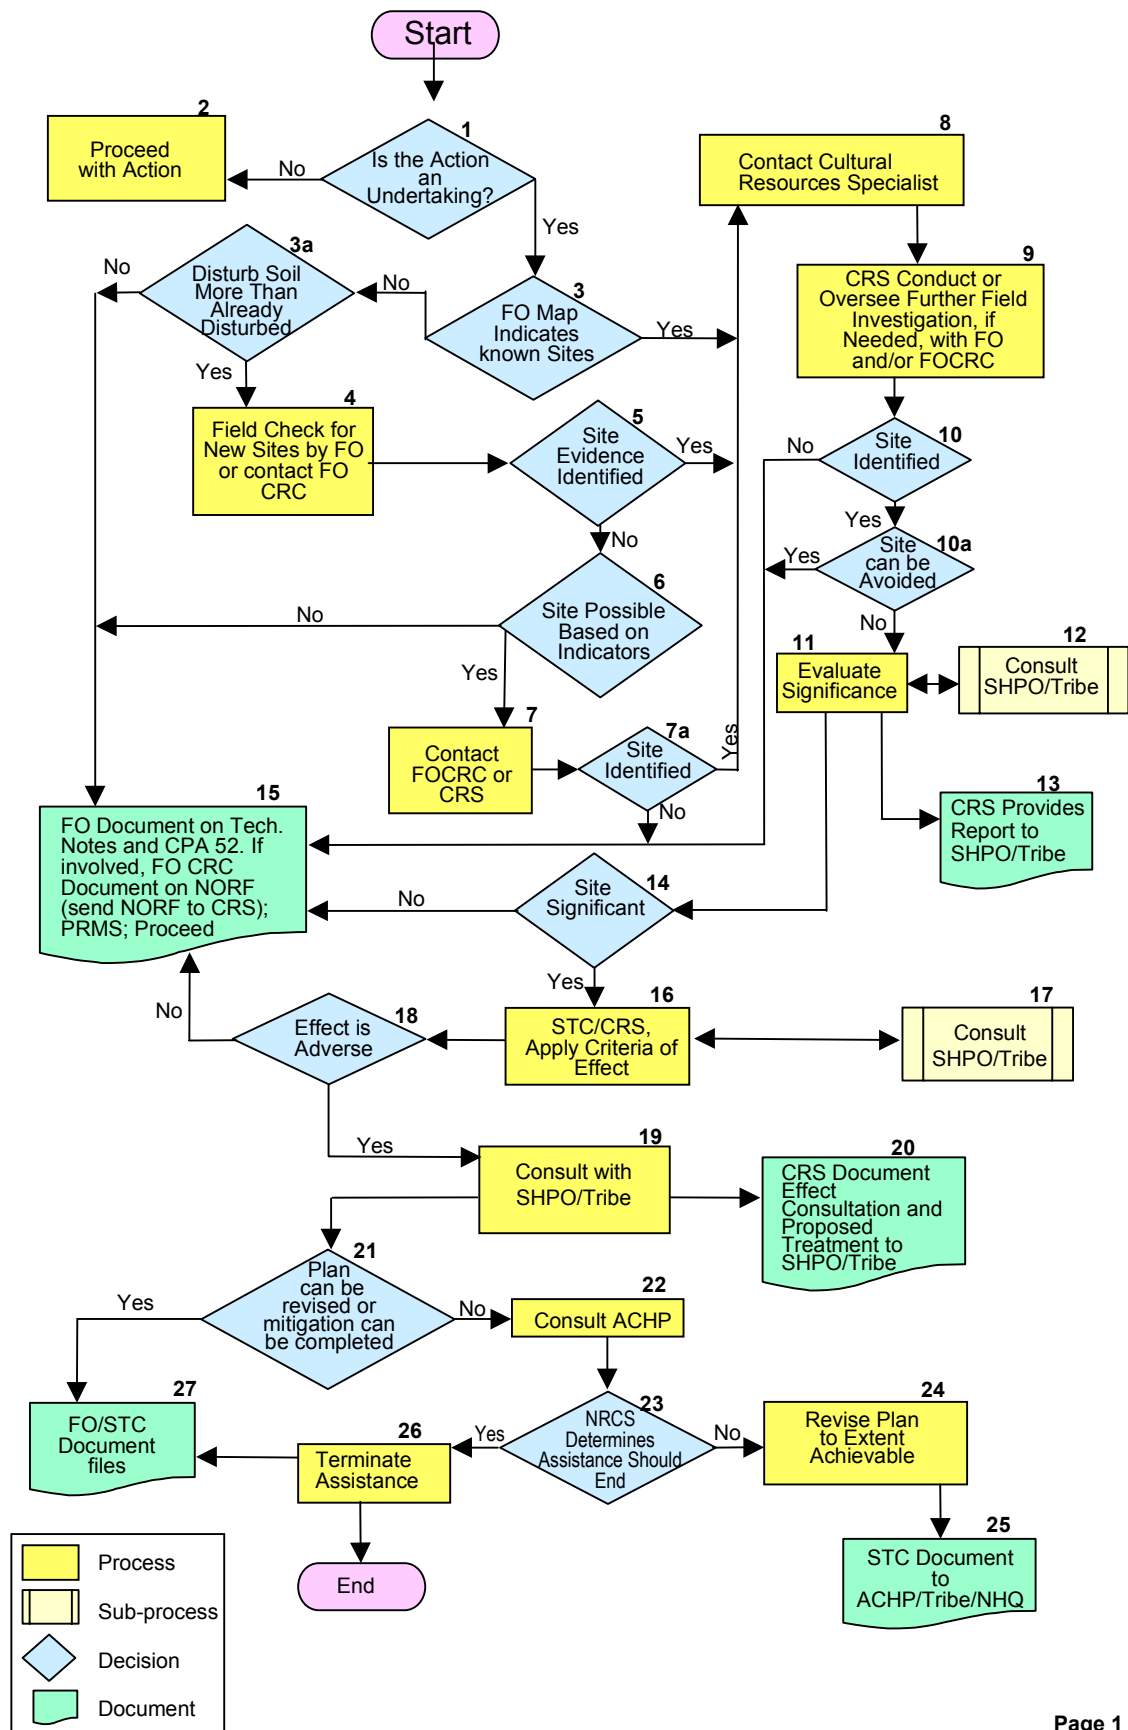 Start
2
Proceed
with Action
No
1
Is the Action
an
Undertaking?
Yes
8
Contact Cultural
Resources Specialist
3a
Disturb Soil
More Than
Already
Disturbed
No
No
Yes
3
FO Map
Indicates
known Sites
Yes
9
CRS Conduct or
Oversee Further Field
Investigation, if
Needed, with FO
and/or FOCRC
4
Field Check for
New Sites by FO
or contact FO
CRC
5
Site
Evidence
Identified
Yes
No
10
Site
Identified
No
Yes
10a
Site
can be
Avoided
Yes
No
6
Site Possible
Based on
Indicators
No
Yes
11
Evaluate
Significance
12
Consult
SHPO/Tribe
7
Contact
FOCRC or
CRS
7a
Site
Identified
Yes
No
13
CRS Provides
Report to
SHPO/Tribe
15
FO Document on Tech.
Notes and CPA 52. If
involved, FO CRC
Document on NORF
(send NORF to CRS);
PRMS; Proceed
14
Site
Significant
No
Yes
16
STC/CRS,
Apply Criteria of
Effect
17
Consult
SHPO/Tribe
18
Effect is
Adverse
No
Yes
19
Consult with
SHPO/Tribe
20
CRS Document
Effect
Consultation and
Proposed
Treatment to
SHPO/Tribe
21
Plan
can be
revised or
mitigation can
be completed
Yes
No
22
Consult ACHP
23
NRCS
Determines
Assistance Should
End
Yes
No
24
Revise Plan
to Extent
Achievable
27
FO/STC
Document
files
26
Terminate
Assistance
25
STC Document
to
ACHP/Tribe/NHQ
End
Process
Sub-process
Decision
Document
Page 1